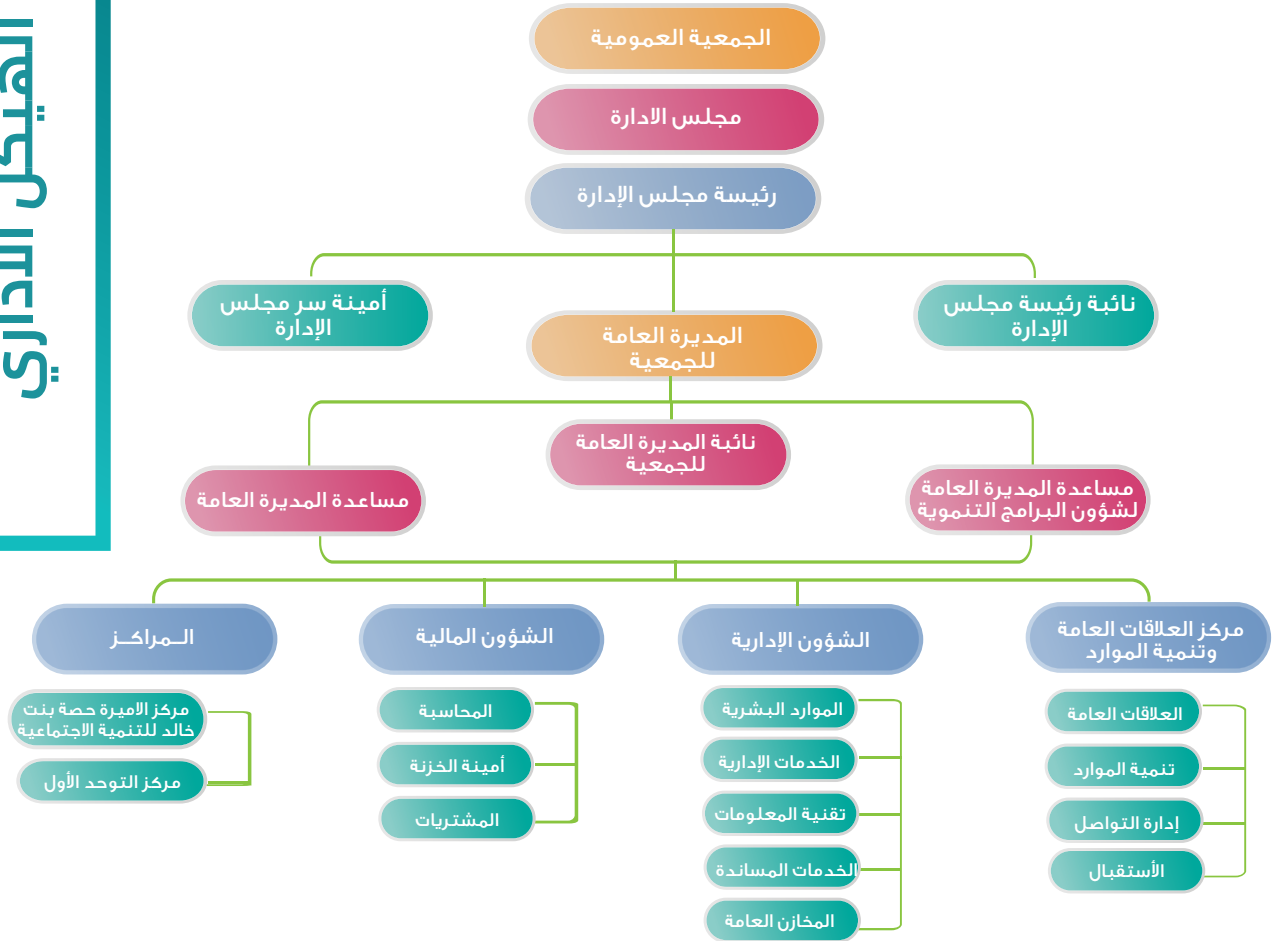 الهيكل الاداري
الجمعية العمومية
مجلس الادارة
رئيسة مجلس الإدارة
نائبة رئيسة مجلس
الإدارة
أمينة سر مجلس
الإدارة
المديرة العامة
للجمعية
نائبة المديرة العامة
للجمعية
مساعدة المديرة العامة
لشؤون البرامج التنموية
مساعدة المديرة العامة
مركز العلاقات العامة
وتنمية الموارد
العلاقات العامة
تنمية الموارد
إدارة التواصل
الأستقبال
الشؤون الإدارية
الموارد البشرية
الخدمات الإدارية
تقنية المعلومات
الخدمات المساندة
المخازن العامة
الشؤون المالية
المحاسبة
أمينة الخزنة
المشتريات
الــمراكــز
مركز الاميرة حصة بنت
خالد للتنمية الاجتماعية
مركز التوحد الأول